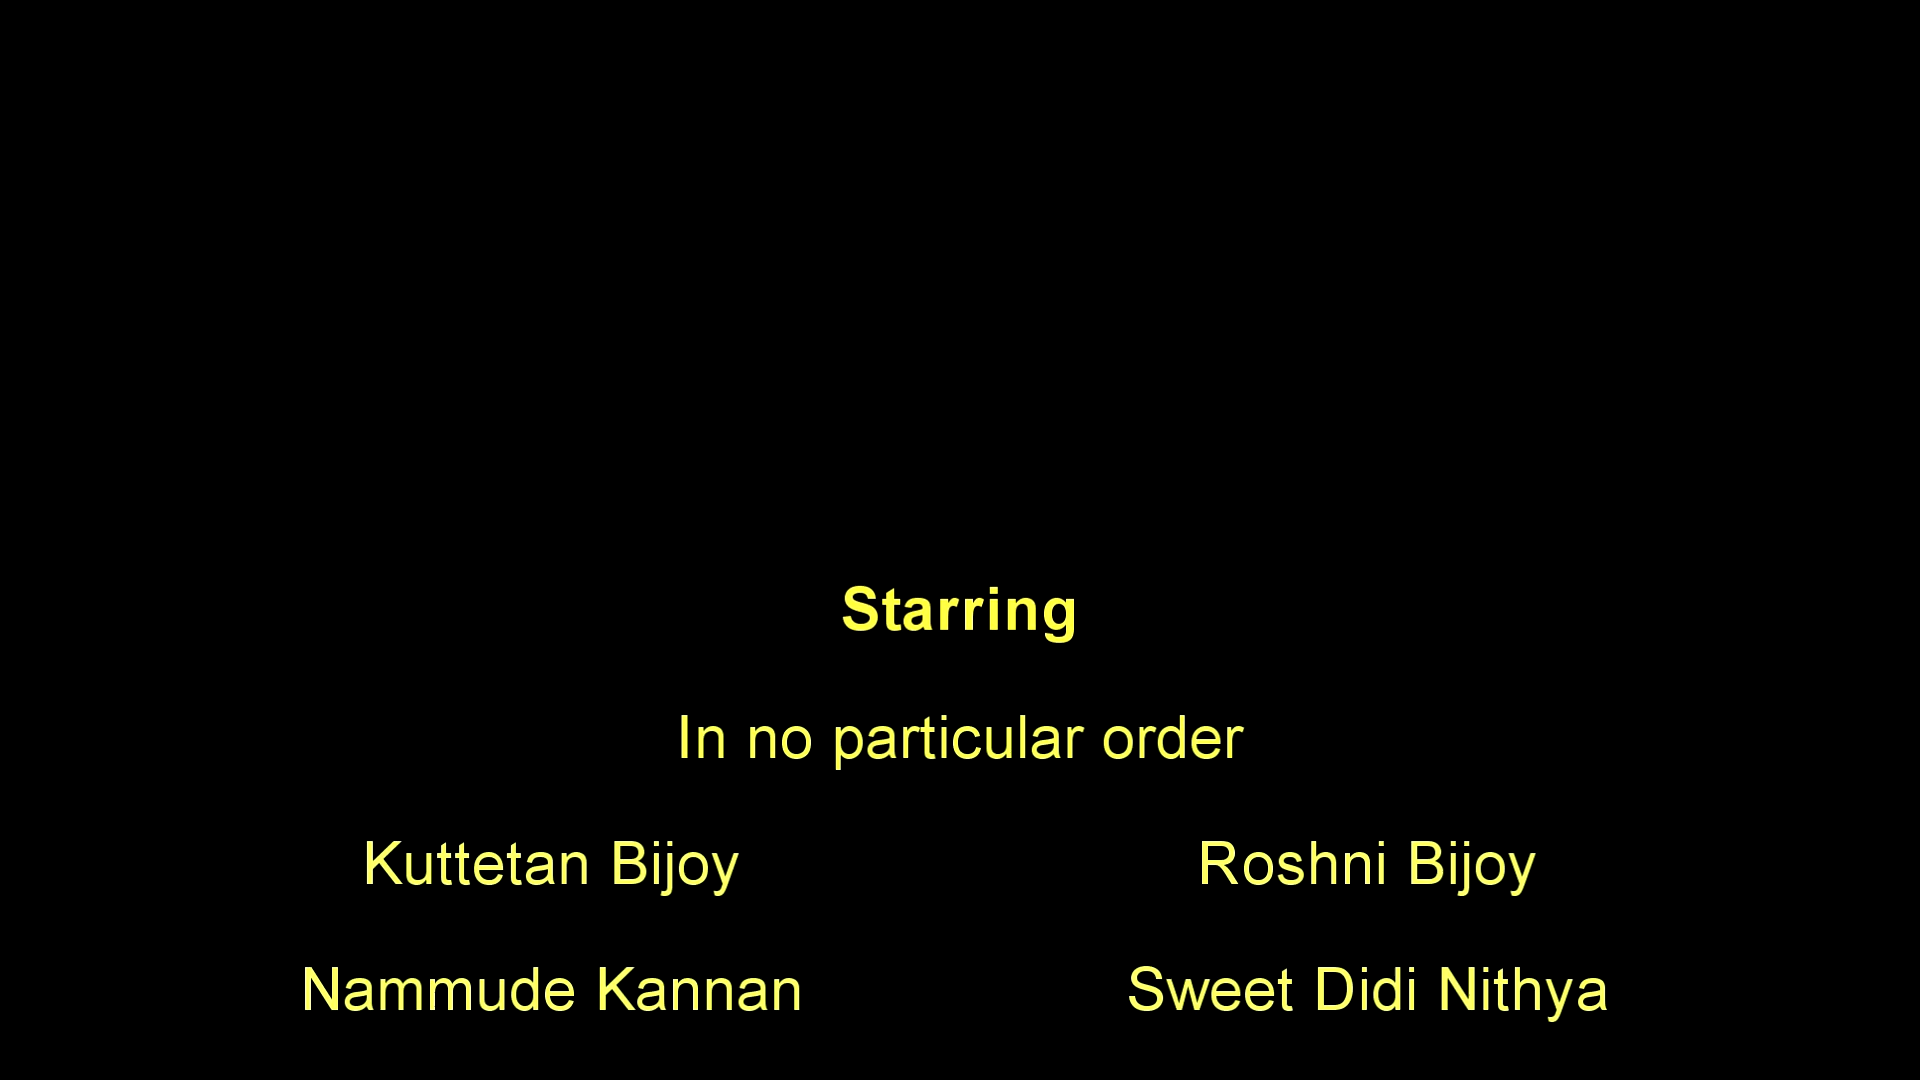 Starring
In no particular order
Kuttetan Bijoy Roshni Bijoy
Nammude Kannan Sweet Didi Nithya